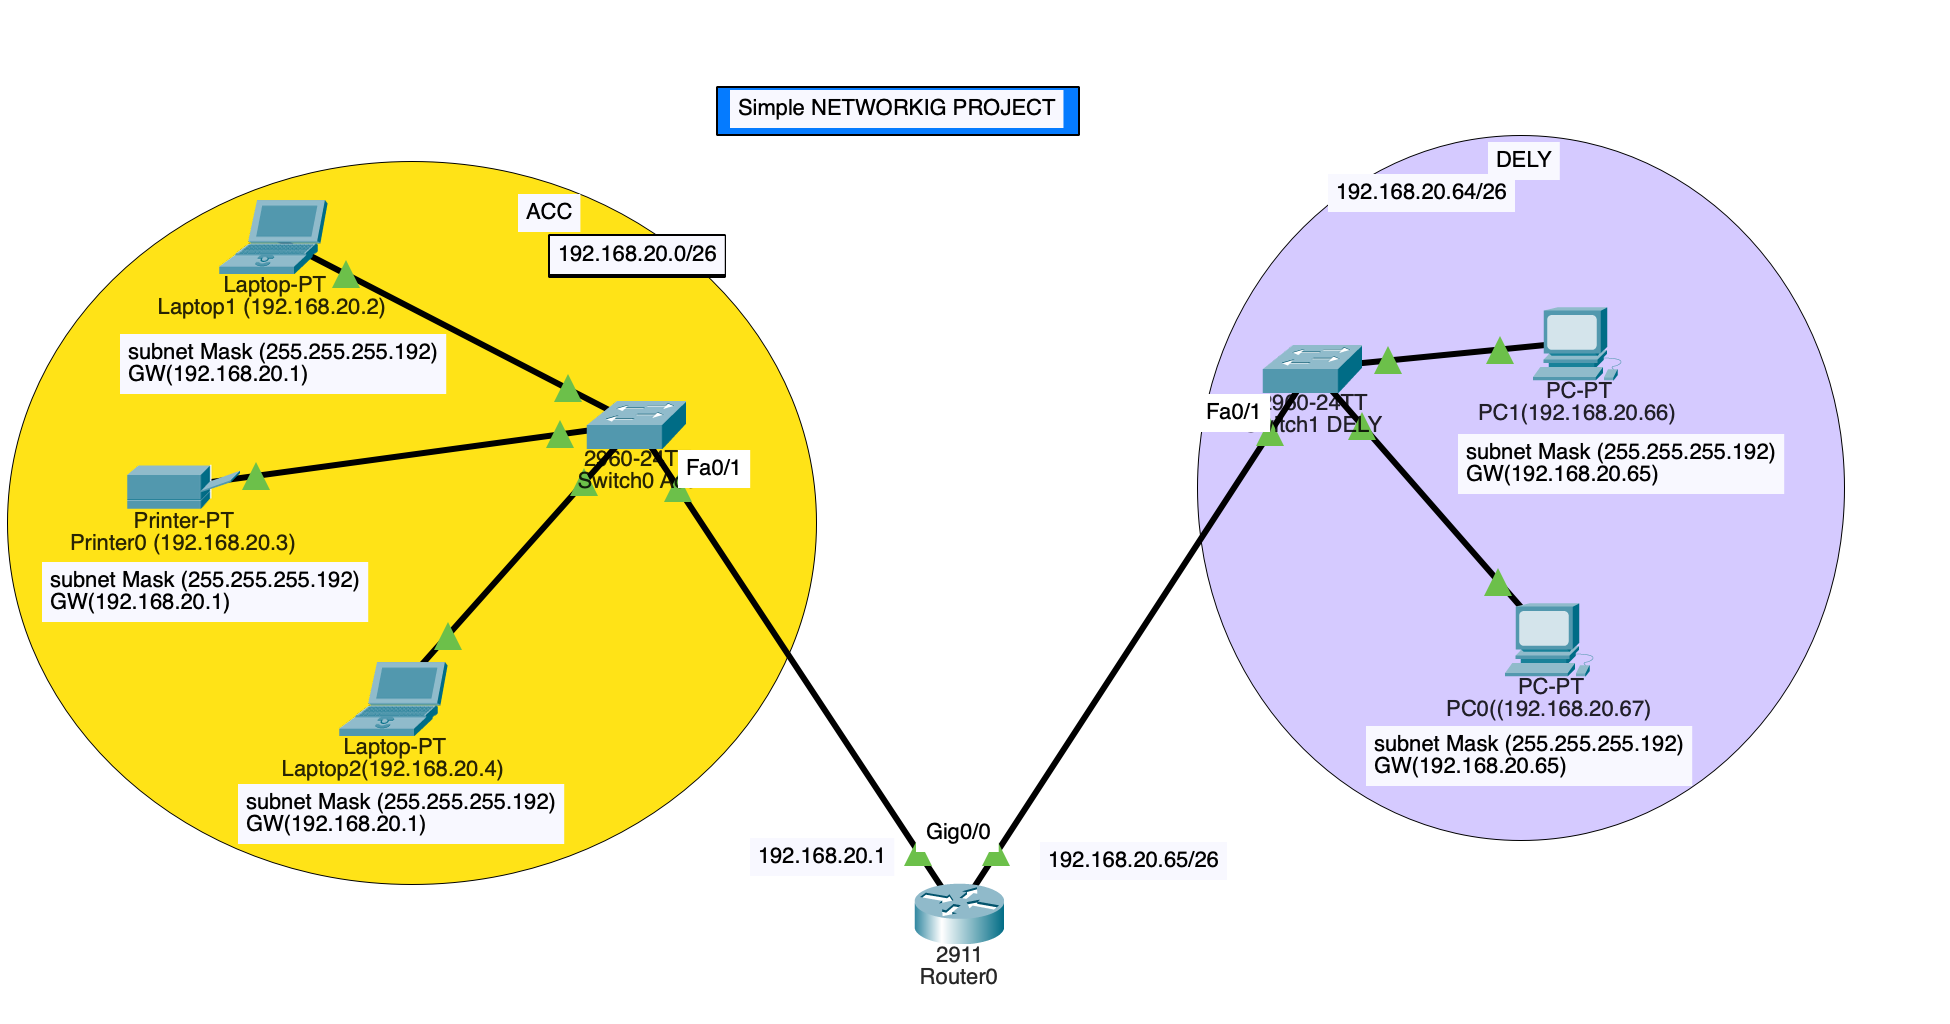 Simple NETWORKIG PROJECT
ACC
192.168.20.0/26
Laptop-PT
Laptop1 (192.168.20.2)
subnet Mask (255.255.255.192)
GW(192.168.20.1)
2960-24T
Switch0
Fa0/1
Printer-PT
Printer0 (192.168.20.3)
subnet Mask (255.255.255.192)
GW(192.168.20.1)
Laptop-PT
Laptop2(192.168.20.4)
subnet Mask (255.255.255.192)
GW(192.168.20.1)
DELY
192.168.20.64/26
Fa0/1
DELY
PC-PT
PC1(192.168.20.66)
subnet Mask (255.255.255.192)
GW(192.168.20.65)
PC-PT
PC0((192.168.20.67)
subnet Mask (255.255.255.192)
GW(192.168.20.65)
Gig0/0
192.168.20.1
192.168.20.65/26
2911
Router0